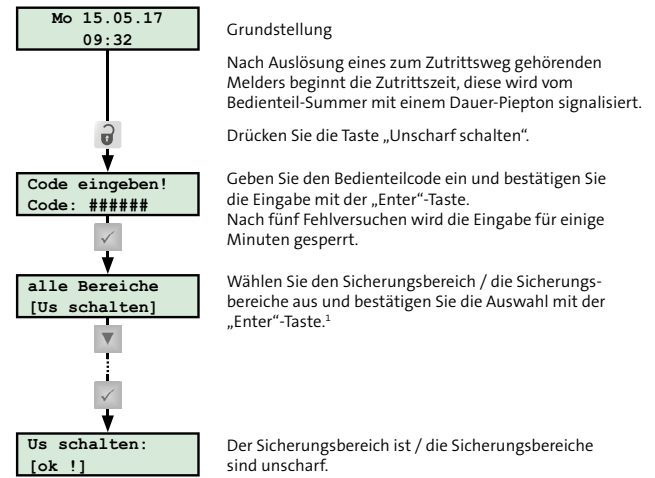 Mo 15.05.17
09:32
Grundstellung
Nach Auslösung eines zum Zutrittsweg gehörenden
Melders beginnt die Zutrittszeit, diese wird vom
Bedienteil-Summer mit einem Dauer-Piepton signalisiert.
Drücken Sie die Taste „Unscharf schalten“.
Code eingeben!
Code: ######
Geben Sie den Bedienteilcode ein und bestätigen Sie
die Eingabe mit der „Enter“-Taste.
Nach fünf Fehlversuchen wird die Eingabe für einige
Minuten gesperrt.
alle Bereiche
[Us schalten]
Wählen Sie den Sicherungsbereich / die Sicherungs-
bereiche aus und bestätigen Sie die Auswahl mit der
„Enter“-Taste.¹
Us schalten:
[ok !]
Der Sicherungsbereich ist / die Sicherungsbereiche
sind unscharf.